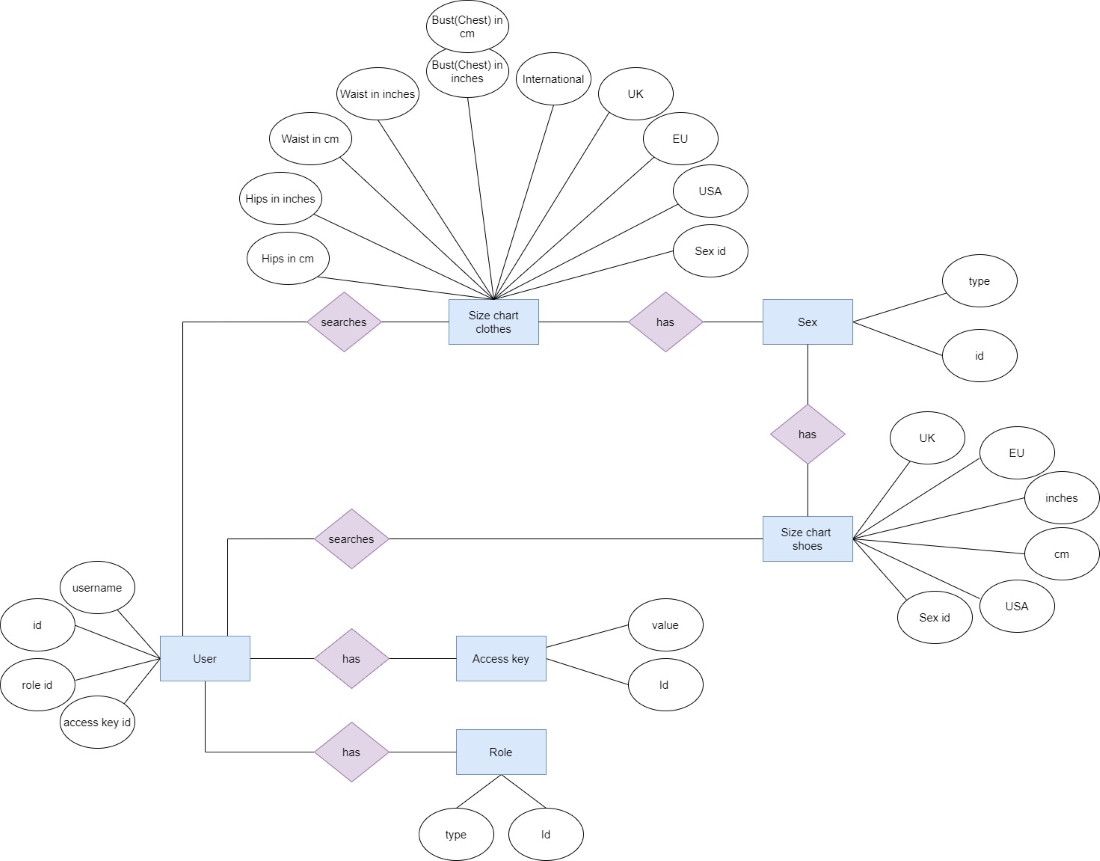 Bust(Chest) in
cm
Bust(Chest) in
inches
International
Waist in inches
UK
Waist in cm
EU
USA
Hips in inches
Sex id
Hips in cm
type
searches
Size chart
clothes
has
Sex
id
has
UK
EU
inches
searches
Size chart
shoes
cm
username
USA
Sex id
id
value
User
has
Access key
role id
Id
access key id
has
Role
type
Id